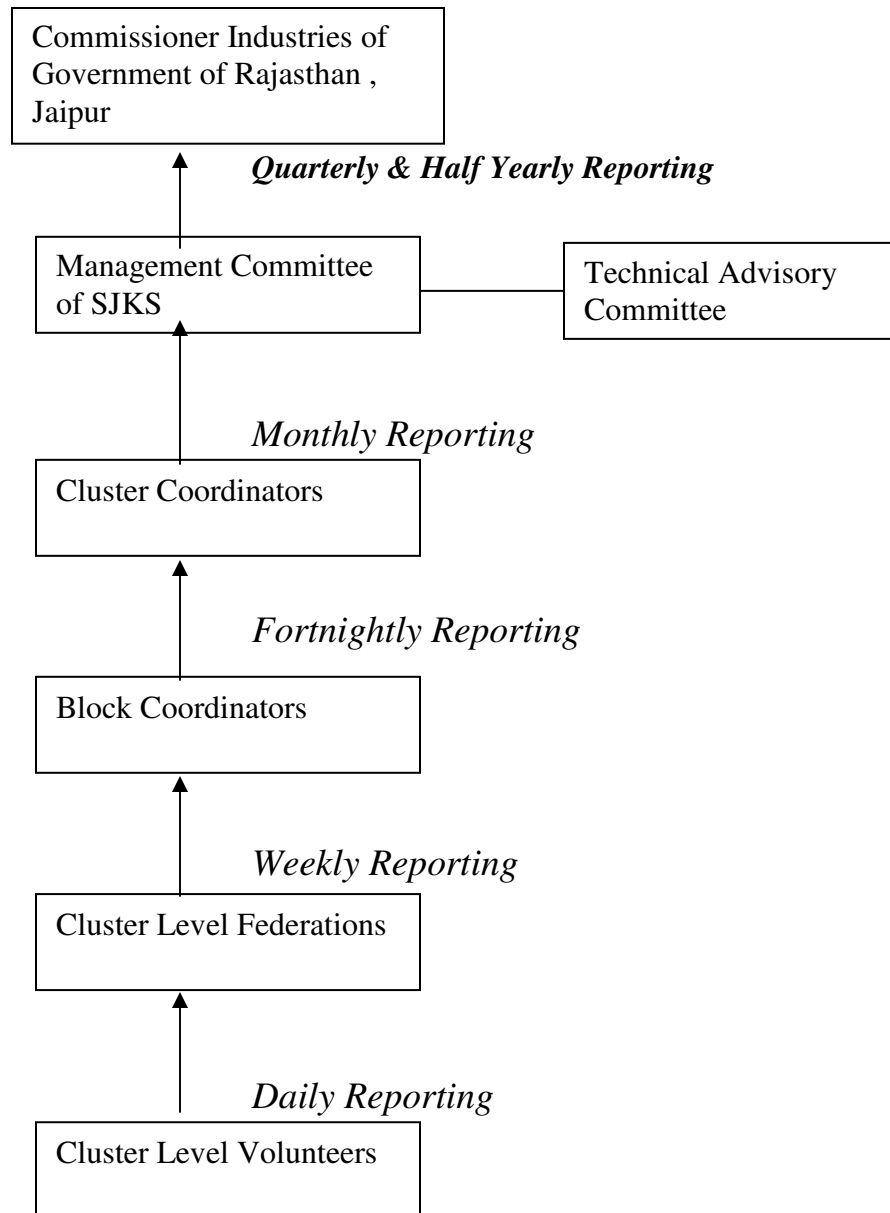 Commissioner Industries of
Government of Rajasthan ,
Jaipur
Quarterly & Half Yearly Reporting
Management Committee
of SJKS
Technical Advisory
Committee
Monthly Reporting
Cluster Coordinators
Fortnightly Reporting
Block Coordinators
Weekly Reporting
Cluster Level Federations
Daily Reporting
Cluster Level Volunteers